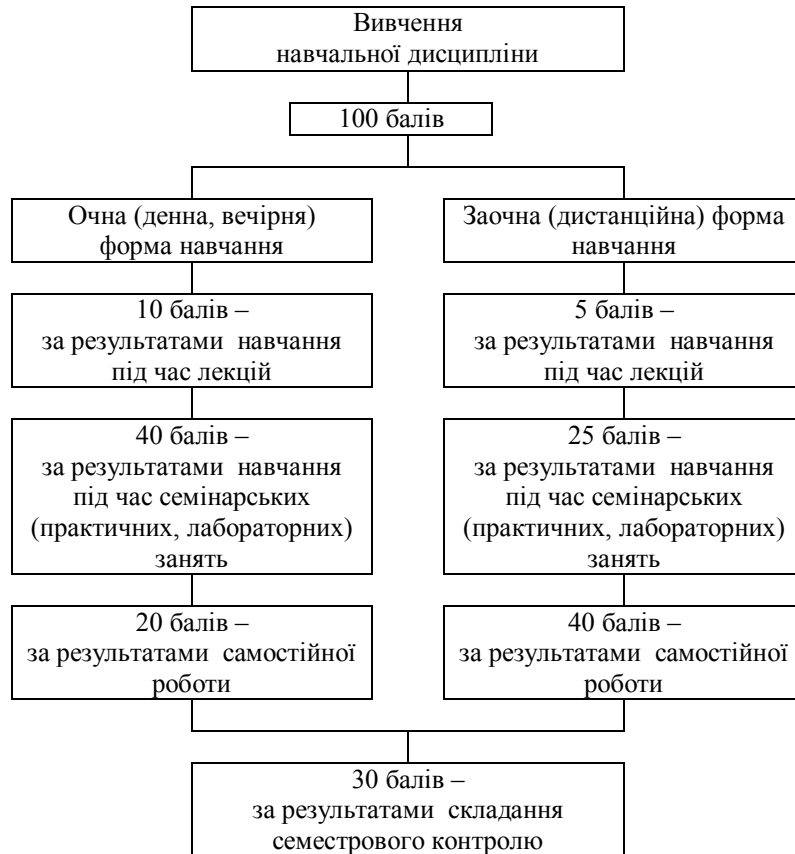 Вивчення
навчальної дисципліни
100 балів
Очна (денна, вечірня)
форма навчання
10 балів –
за результатами навчання
під час лекцій
40 балів –
за результатами навчання
під час семінарських
(практичних, лабораторних)
занять
20 балів –
за результатами самостійної
роботи
Заочна (дистанційна) форма
навчання
5 балів –
за результатами навчання
під час лекцій
25 балів –
за результатами навчання
під час семінарських
(практичних, лабораторних)
занять
40 балів –
за результатами самостійної
роботи
30 балів –
за результатами складання
семестрового контролю